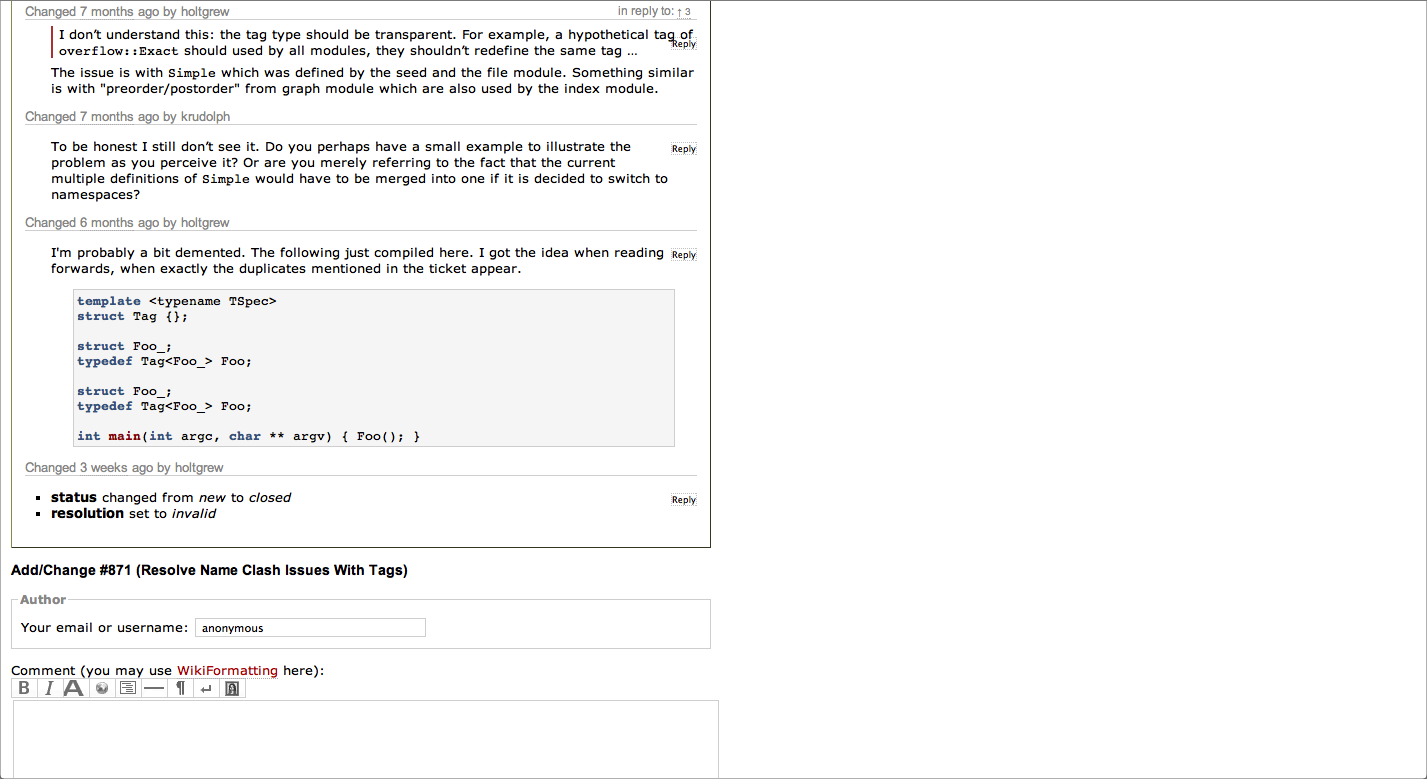 Changed 7 months ago by holtgrew in reply to: ↑ 3
I don’t understand this: the tag type should be transparent. For example, a hypothetical tag of
overflow::Exact should used by all modules, they shouldn’t redefine the same tag …
Reply
The issue is with Simple which was defined by the seed and the file module. Something similar
is with "preorder/postorder" from graph module which are also used by the index module.
Changed 7 months ago by krudolph
To be honest I still don’t see it. Do you perhaps have a small example to illustrate the
Reply
problem as you perceive it? Or are you merely referring to the fact that the current
multiple definitions of Simple would have to be merged into one if it is decided to switch to
namespaces?
Changed 6 months ago by holtgrew
I'm probably a bit demented. The following just compiled here. I got the idea when reading
Reply
forwards, when exactly the duplicates mentioned in the ticket appear.
template <typename TSpec>
struct Tag {};
struct Foo_;
typedef Tag<Foo_> Foo;
struct Foo_;
typedef Tag<Foo_> Foo;
int main(int argc, char ** argv) { Foo(); }
Changed 3 weeks ago by holtgrew
status changed from new to closed
Reply
resolution set to invalid
Add/Change #871 (Resolve Name Clash Issues With Tags)
Author
Your email or username: anonymous
Comment (you may use WikiFormatting here):
B I A ¶ ↵